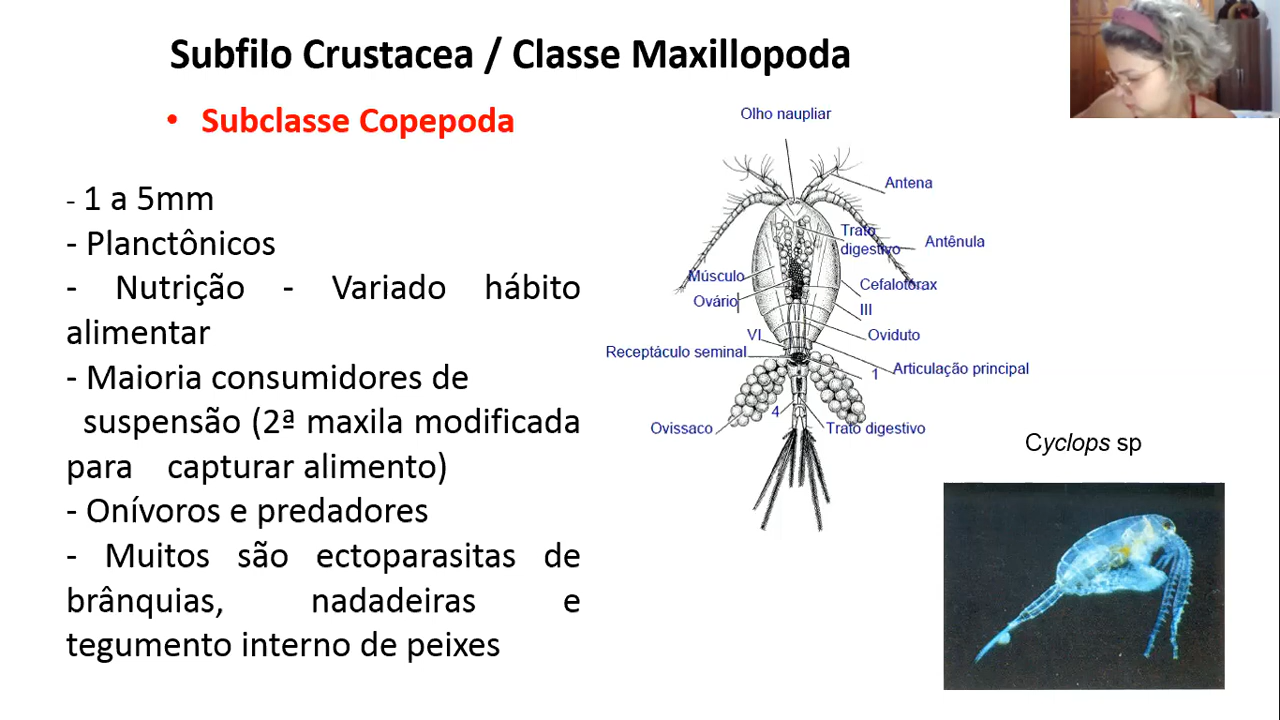 Subfilo Crustacea / Classe Maxillopoda
• Subclasse Copepoda
- 1 a 5mm
- Planctônicos
- Nutrição - Variado hábito
alimentar
- Maioria consumidores de
suspensão (2ª maxila modificada
para capturar alimento)
- Onívoros e predadores
- Muitos são ectoparasitas de
brânquias, nadadeiras e
tegumento interno de peixes
Olho naupliar
Antena
Trato
digestivo
Antênula
Músculo
Cefalotórax
Ovário
III
VI
Oviduto
Receptáculo seminal
Articulação principal
1
4
Ovissaco
Trato digestivo
Cyclops sp